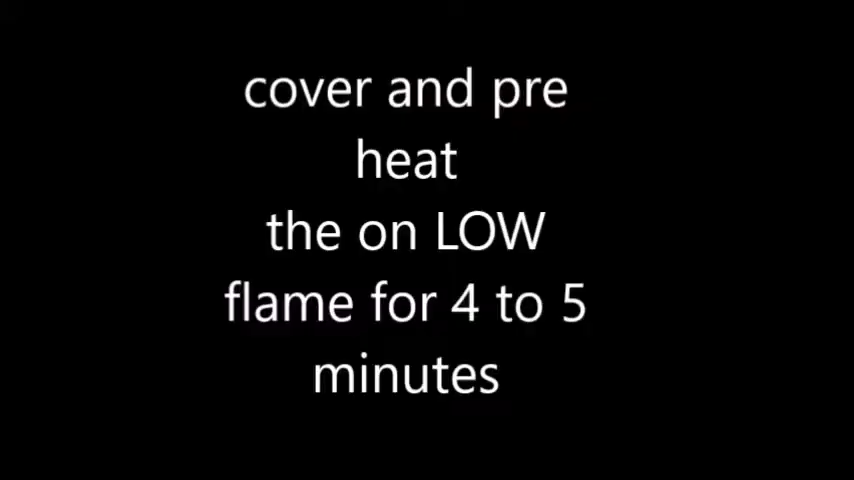 cover and pre
heat
the on LOW
flame for 4 to 5
minutes